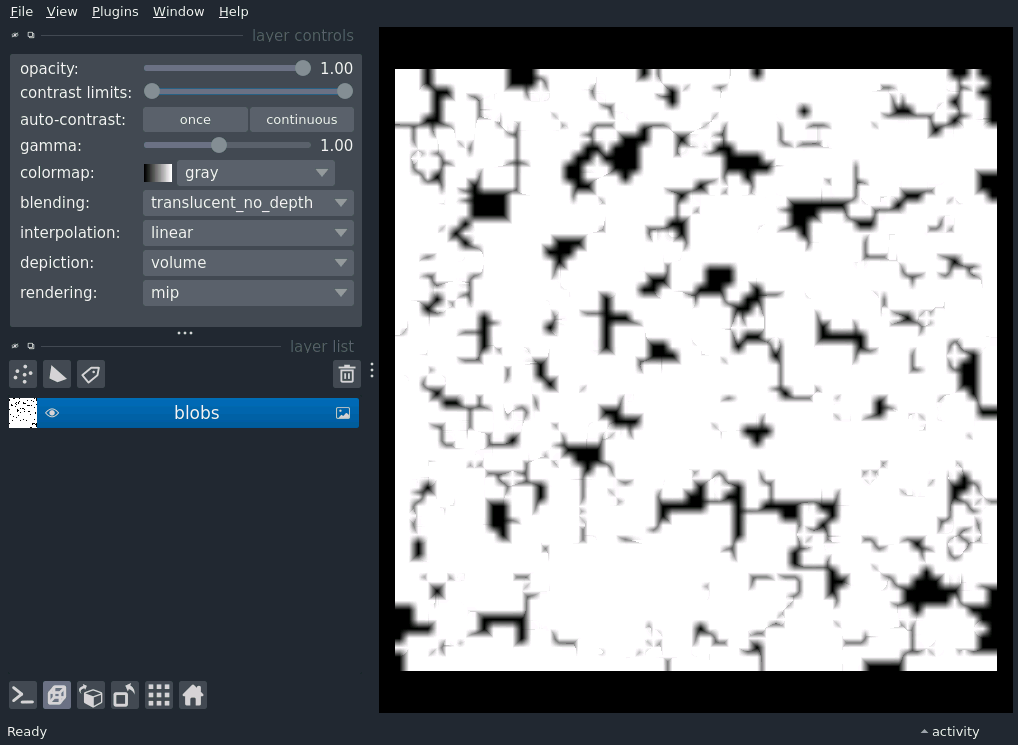 File View Plugins Window Help
layer controls
opacity: 1.00
contrast limits:
auto-contrast: once continuous
gamma: 1.00
colormap: gray
blending: translucent_no_depth
interpolation: linear
depiction: volume
rendering: mip
layer list
blobs
Ready activity